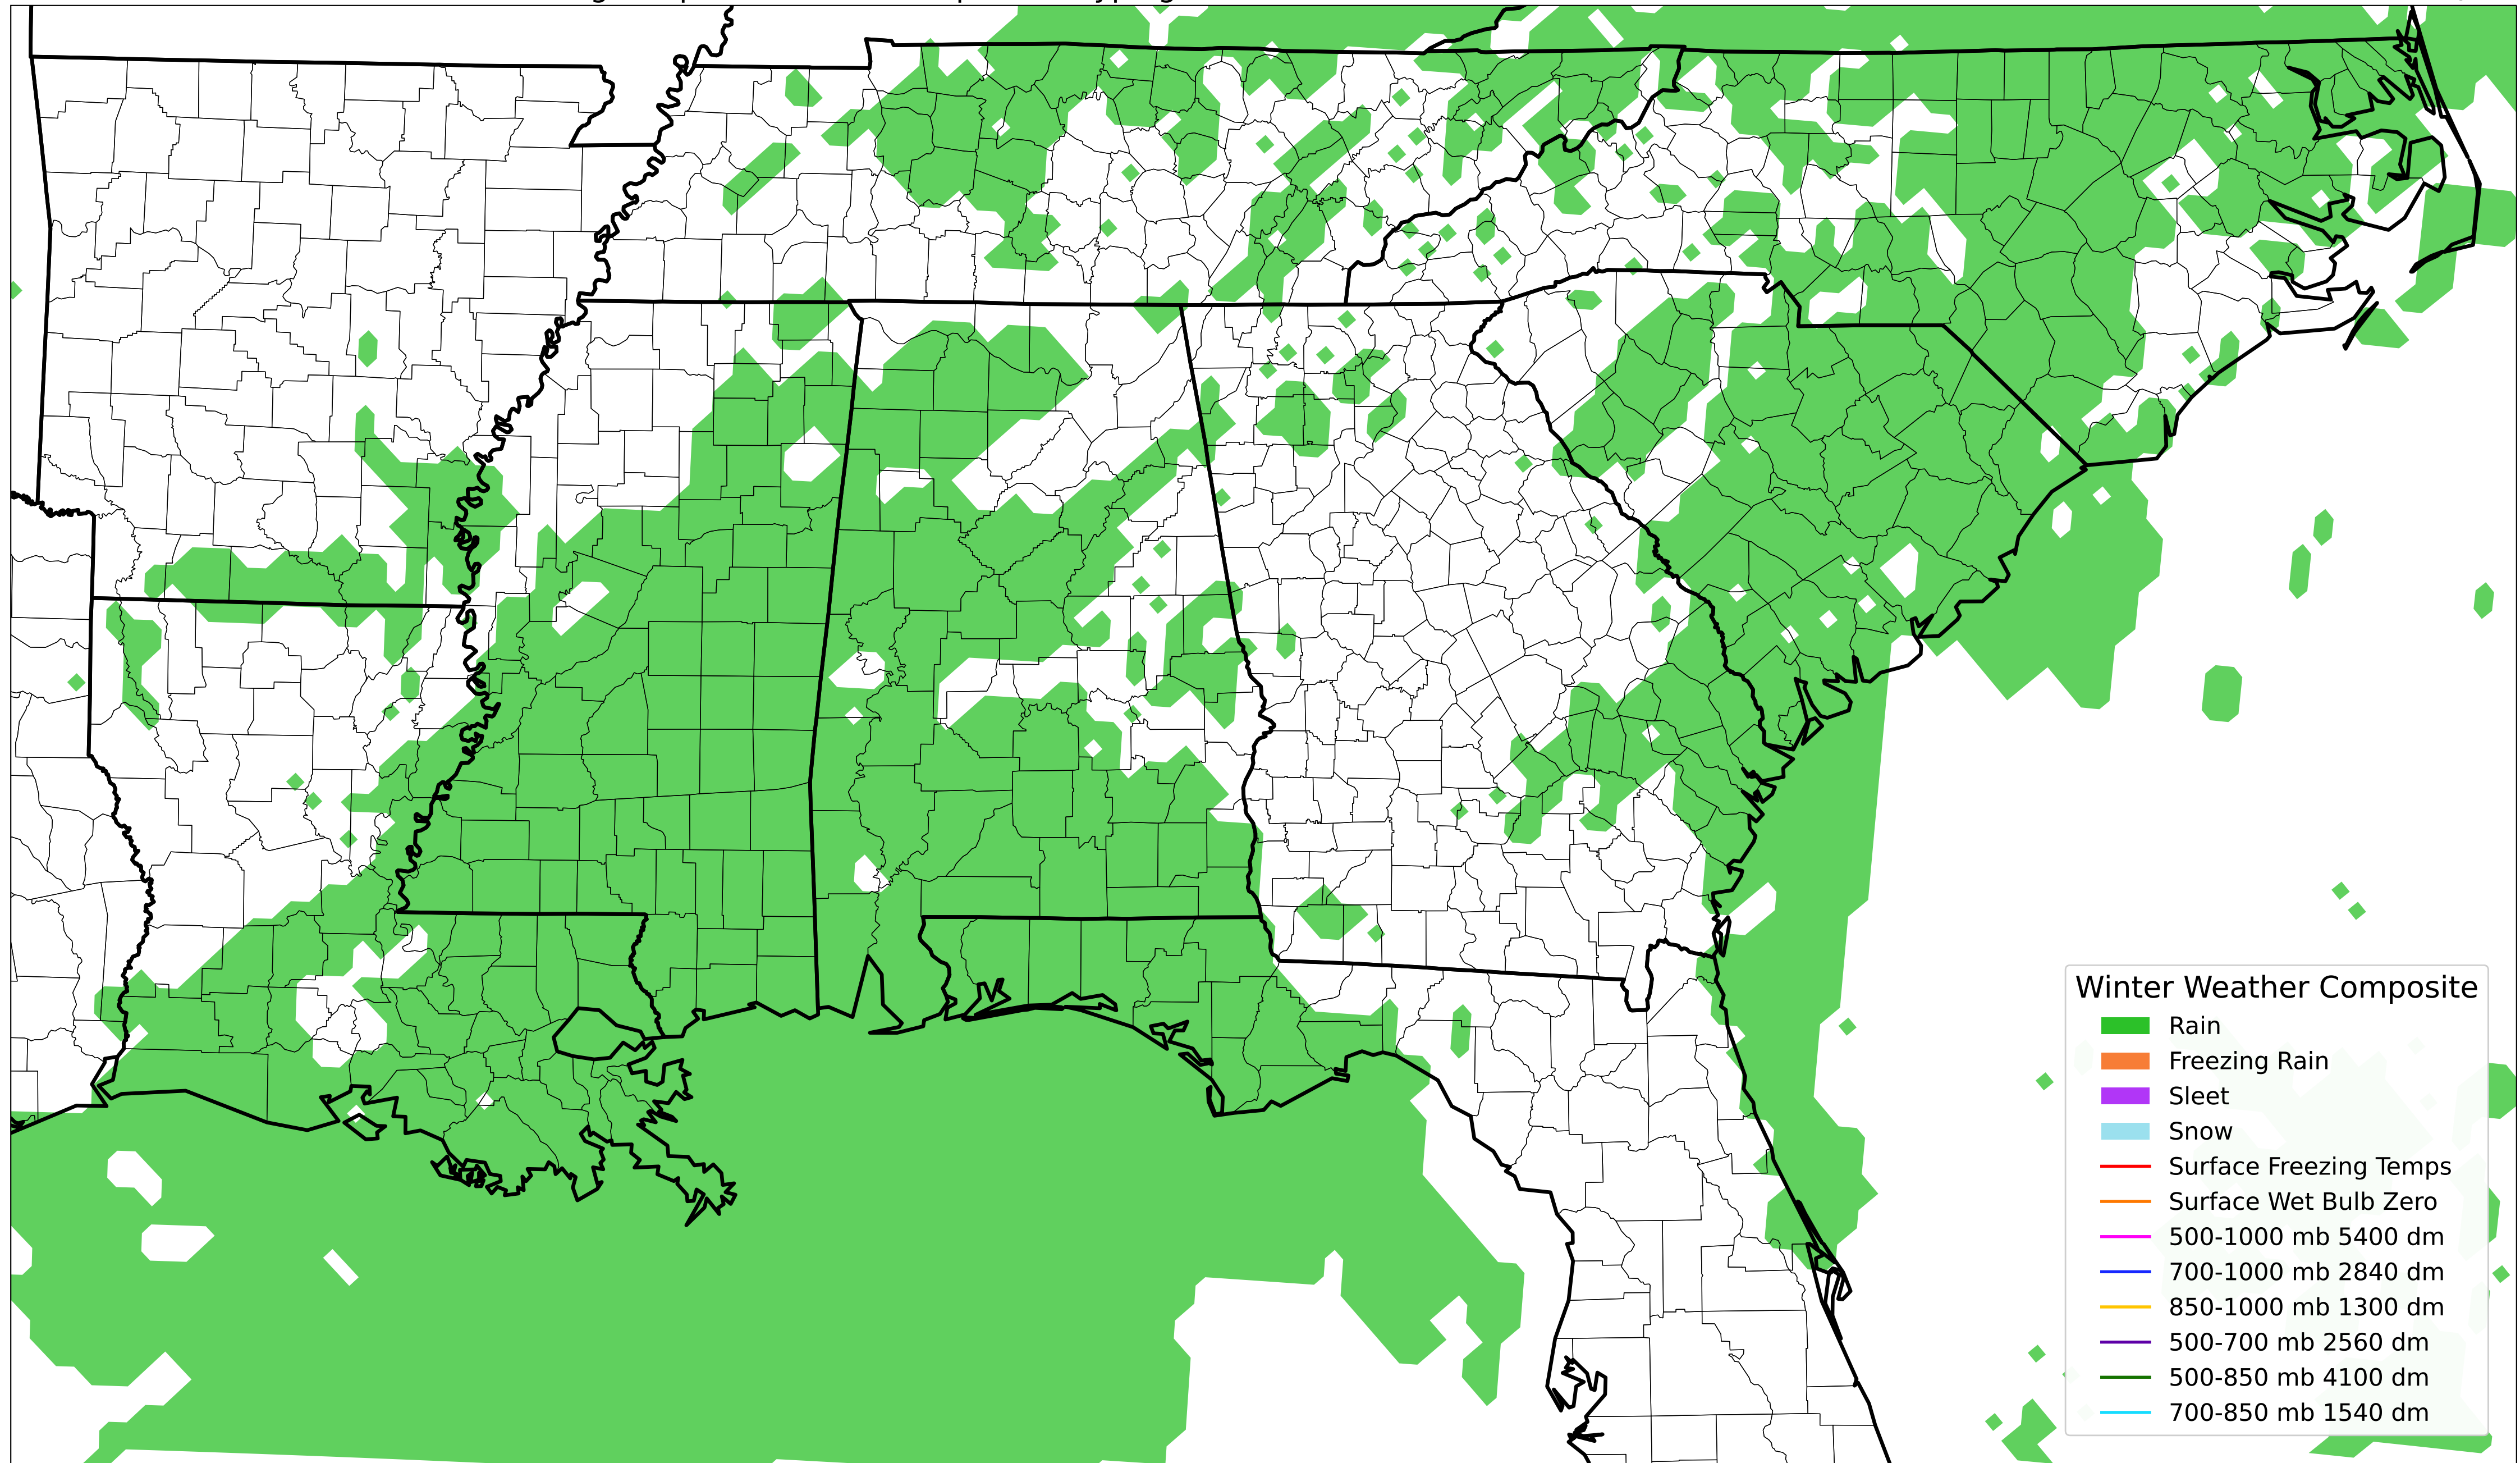 Winter Weather Composite
Rain
Freezing Rain
Sleet
Snow
Surface Freezing Temps
Surface Wet Bulb Zero
500-1000 mb 5400 dm
700-1000 mb 2840 dm
850-1000 mb 1300 dm
500-700 mb 2560 dm
500-850 mb 4100 dm
700-850 mb 1540 dm